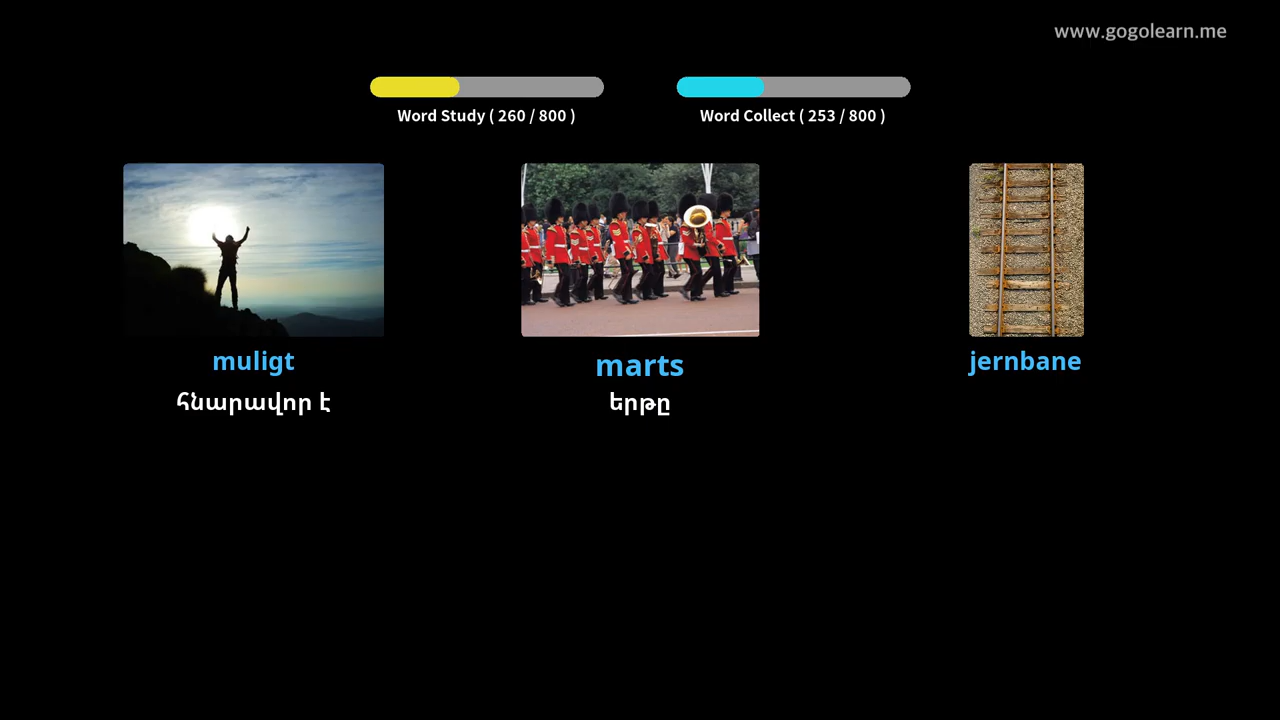 www.gogolearn.me
Word Study ( 260 / 800 )
Word Collect ( 253 / 800 )
muligt
հնարավոր է
marts
երթը
jernbane